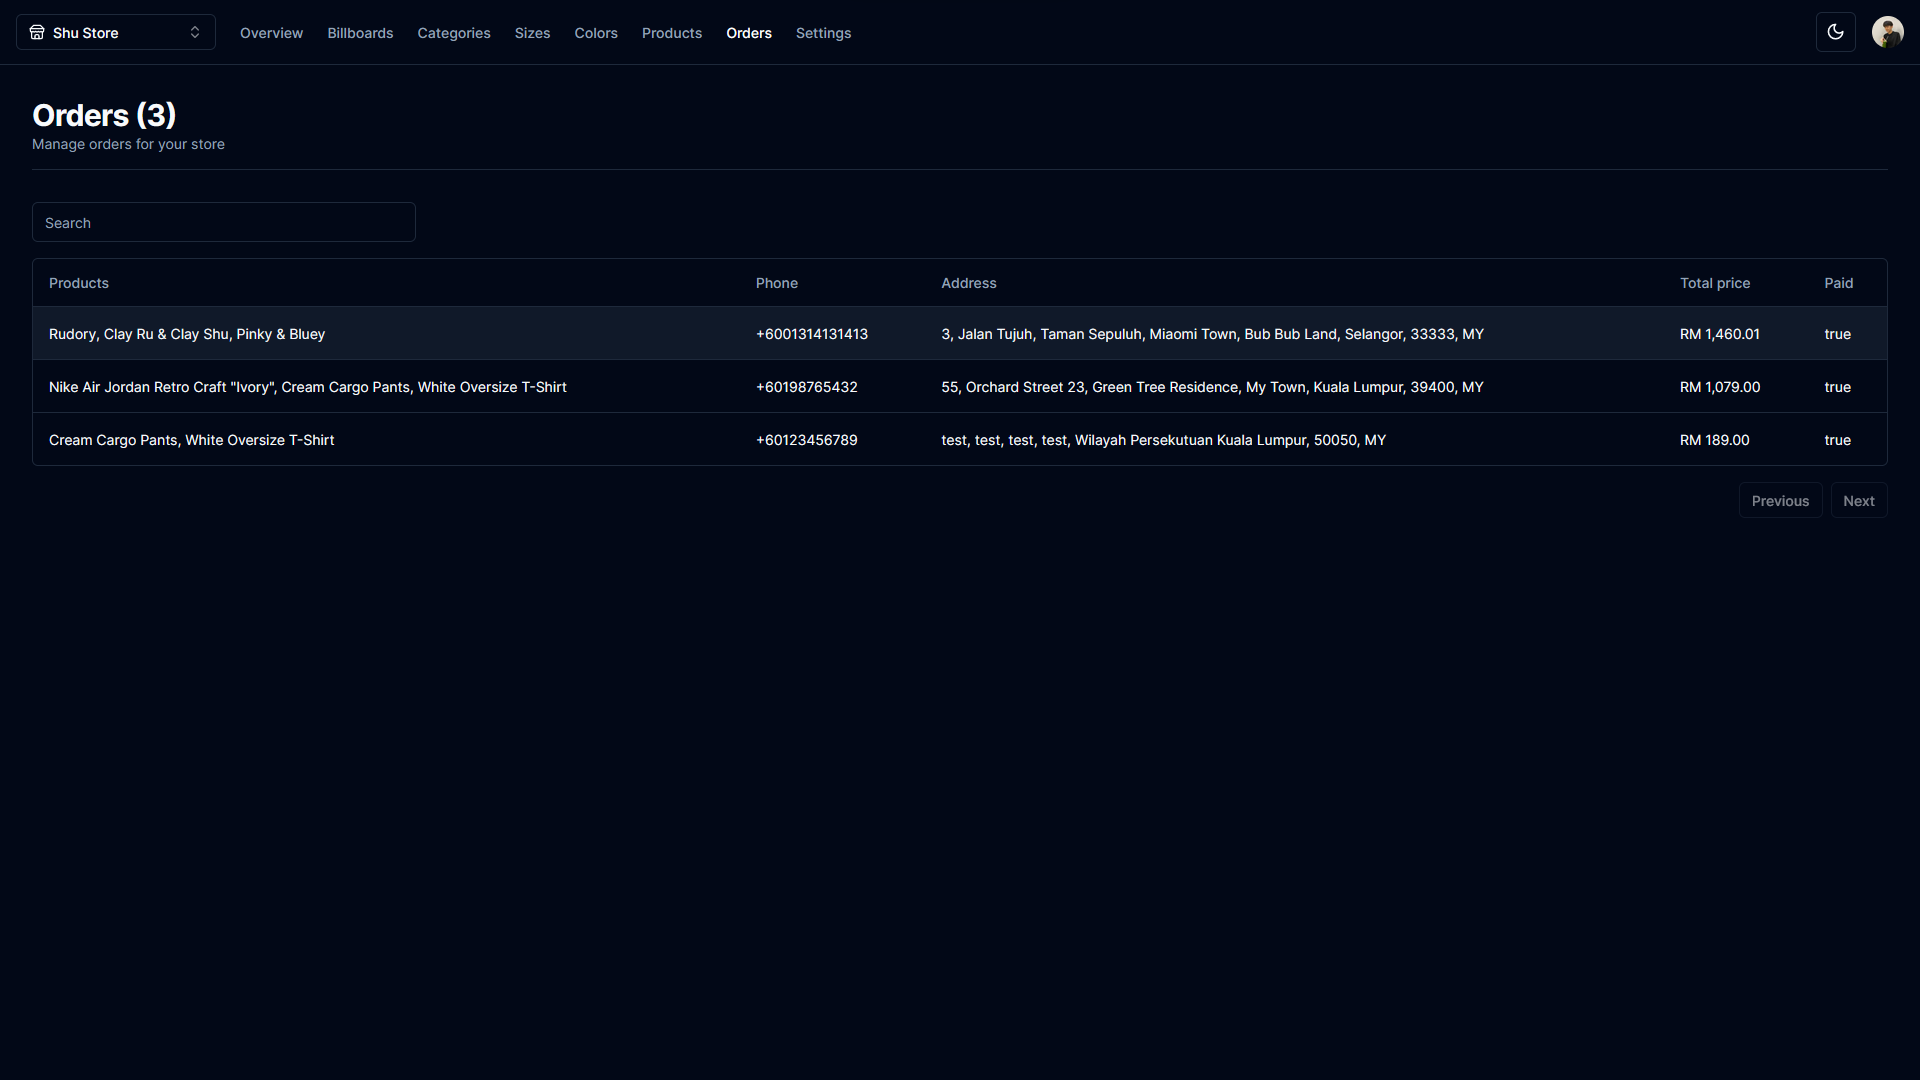 Shu Store Overview Billboards Categories Sizes Colors Products Orders Settings
Orders (3)
Manage orders for your store
Search
Products Phone Address Total price Paid
Rudory, Clay Ru & Clay Shu, Pinky & Bluey +6001314131413 3, Jalan Tujuh, Taman Sepuluh, Miaomi Town, Bub Bub Land, Selangor, 33333, MY RM 1,460.01 true
Nike Air Jordan Retro Craft "Ivory", Cream Cargo Pants, White Oversize T-Shirt +60198765432 55, Orchard Street 23, Green Tree Residence, My Town, Kuala Lumpur, 39400, MY RM 1,079.00 true
Cream Cargo Pants, White Oversize T-Shirt +60123456789 test, test, test, test, Wilayah Persekutuan Kuala Lumpur, 50050, MY RM 189.00 true
Previous Next